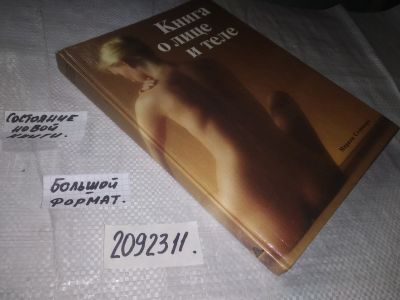 Книга
о лице
и теле
СОСТОЯНИЕ
НОВОЙ
КНИГИ.
БОЛЬШОЙ
ФОРМАТ.
2092311.